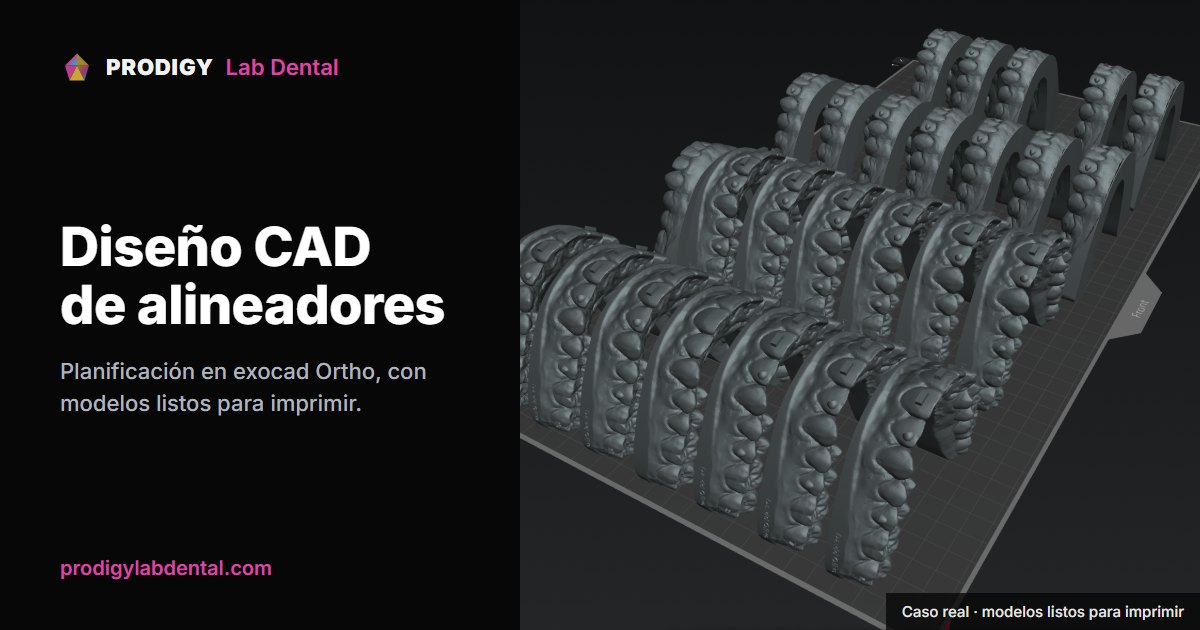 PRODIGY Lab Dental
Diseño CAD
de alineadores
Planificación en exocad Ortho, con
modelos listos para imprimir.
prodigylabdental.com
Front
Caso real · modelos listos para imprimir